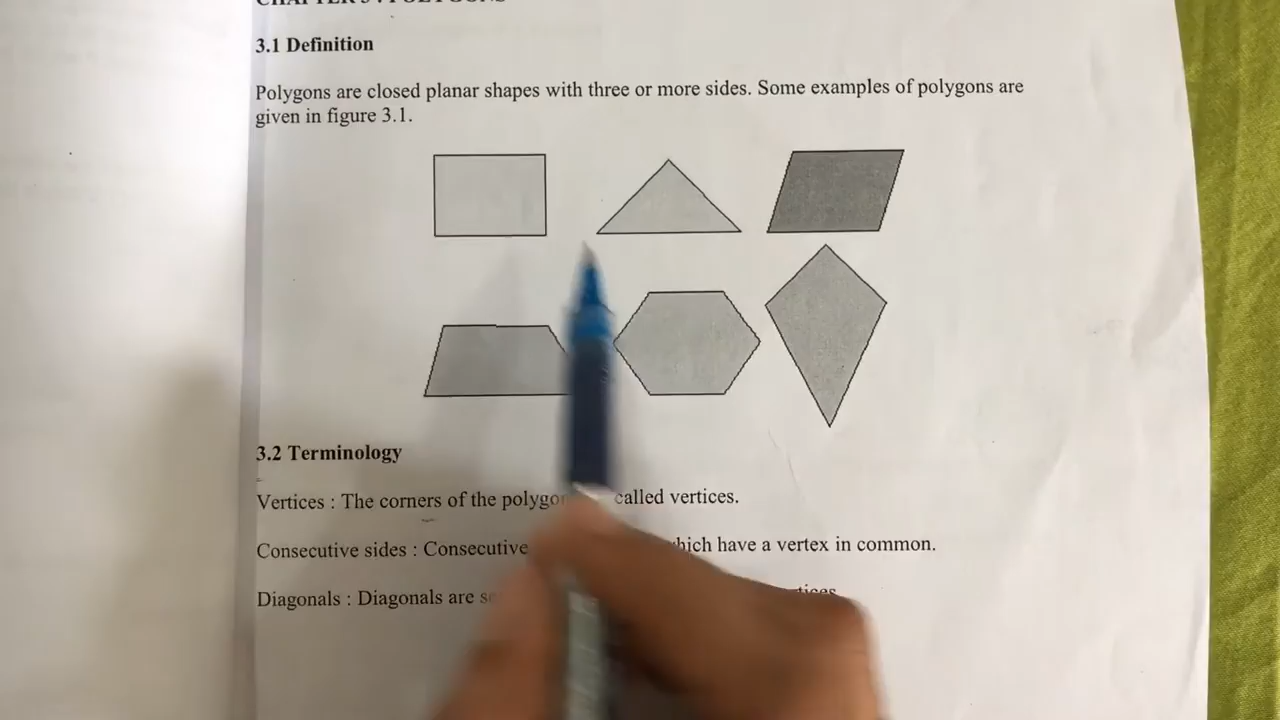 3.1 Definition
Polygons are closed planar shapes with three or more sides. Some examples of polygons are
given in figure 3.1.
3.2 Terminology
Vertices : The corners of the polygon called vertices.
Consecutive sides : Consecutive which have a vertex in common.
Diagonals : Diagonals are